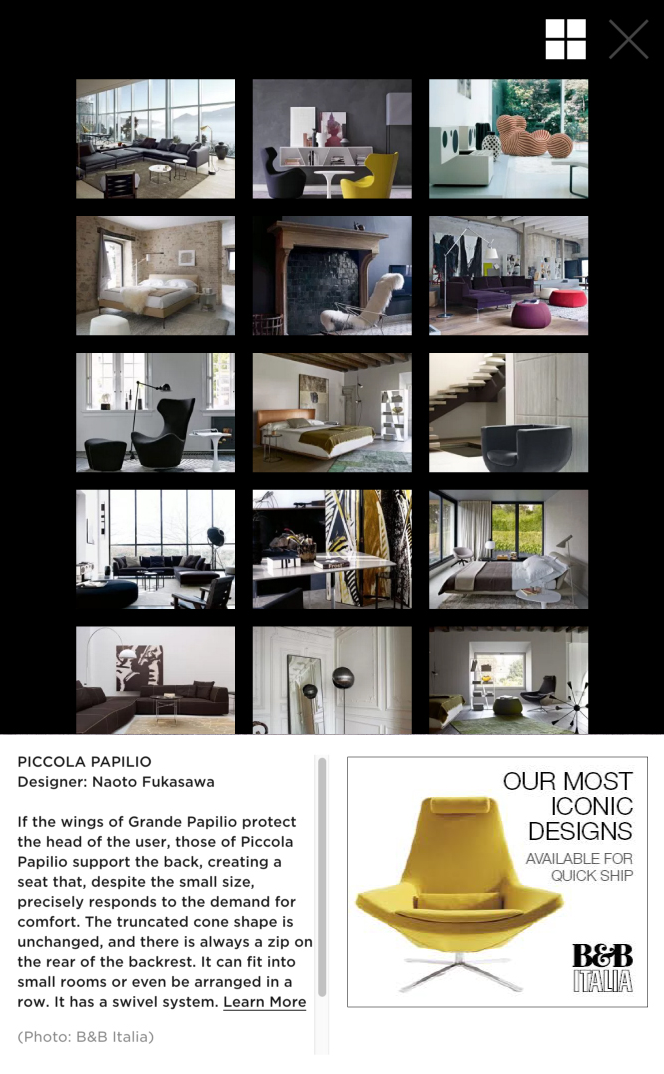 PICCOLA PAPILIO
Designer: Naoto Fukasawa
If the wings of Grande Papilio protect
the head of the user, those of Piccola
Papilio support the back, creating a
seat that, despite the small size,
precisely responds to the demand for
comfort. The truncated cone shape is
unchanged, and there is always a zip on
the rear of the backrest. It can fit into
small rooms or even be arranged in a
row. It has a swivel system. Learn More
(Photo: B&B Italia)
OUR MOST
ICONIC
DESIGNS
AVAILABLE FOR
QUICK SHIP
B&B
ITALIA